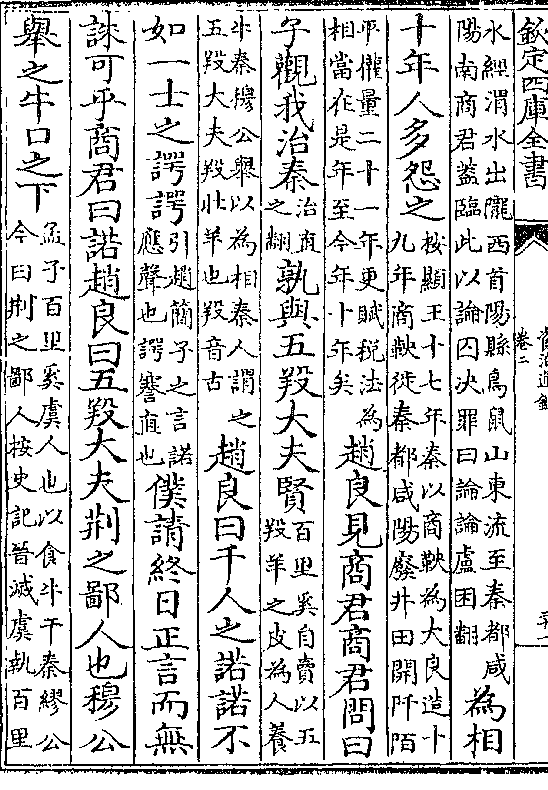 欽定四庫全書
資治通鑑
卷二
水經渭水出隴西首陽縣鳥鼠山東流至秦都咸
陽南商君蓋臨此以論囚決罪曰論論盧困翻
為相
十年人多怨之
按顯王十七年秦以商鞅為大良造十
九年商鞅徙秦都咸陽廢井田開阡陌
平權量二十一年更賦税法為
相當在是年至今年十年矣
趙良見商君商君問曰
子觀我治秦
治直
之翻
孰與五羖大夫賢
百里奚自賣以五
羖羊之皮為人養
牛秦穆公舉以為相秦人謂之
五羖大夫羖牡羊也羖音古
趙良曰千人之諾諾不
如一士之諤諤
引趙簡子之言諾
應聲也諤謇直也
僕請終日正言而無
誅可乎商君曰諾趙良曰五羖大夫荆之鄙人也穆公
舉之牛口之下
孟子百里奚虞人也以食牛干秦繆公
今曰荆之鄙人按史記晉滅虞執百里